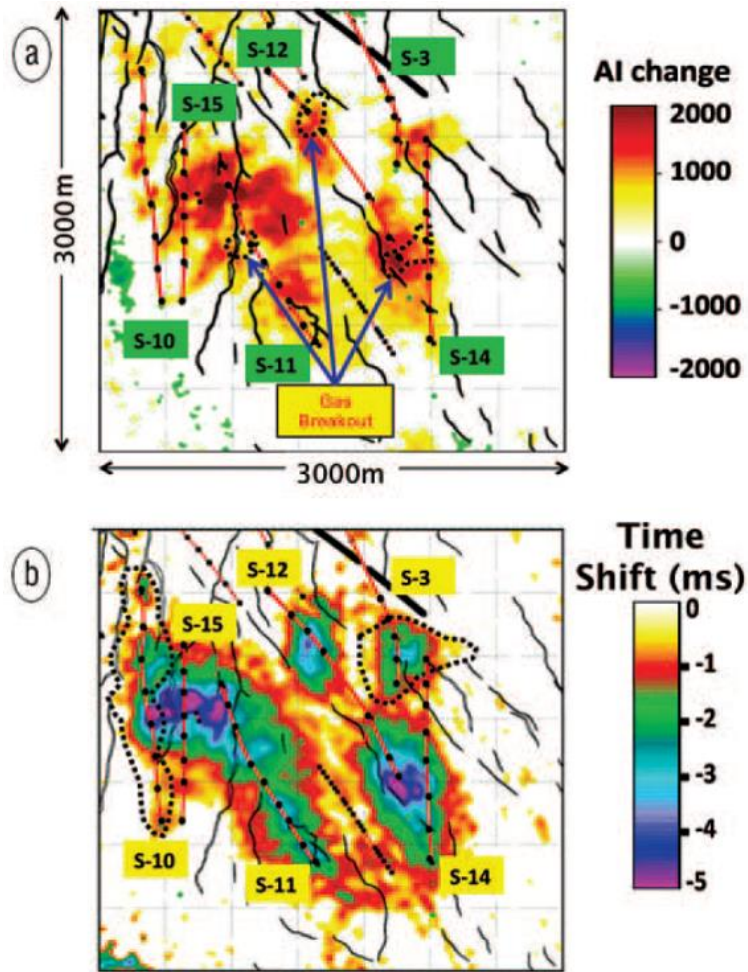 a
S-12
S-3
S-15
S-10
S-11
S-14
Gas
Breakout
3000m
3000m
AI change
2000
1000
0
-1000
-2000
b
S-12
S-3
S-15
S-10
S-11
S-14
Time
Shift (ms)
0
-1
-2
-3
-4
-5